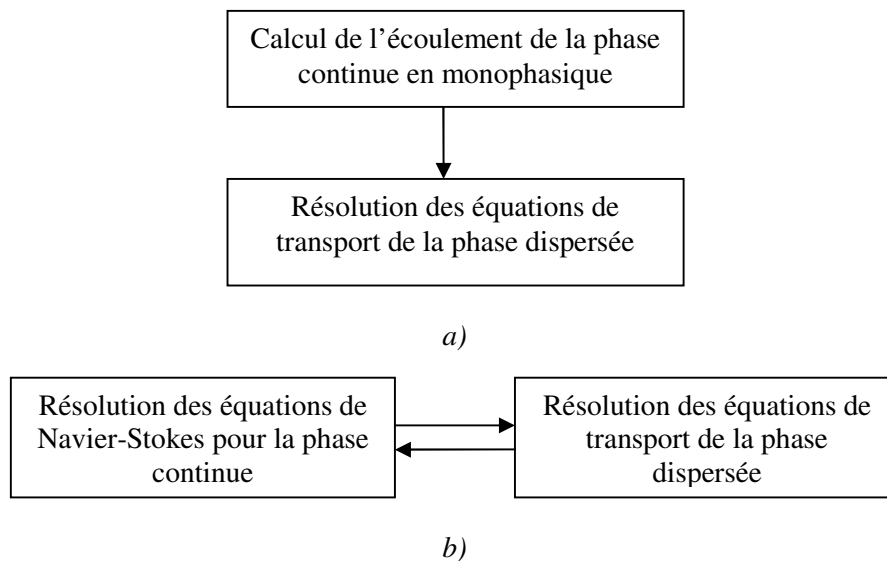 Calcul de l’écoulement de la phase
continue en monophasique
Résolution des équations de
transport de la phase dispersée
a)
Résolution des équations de
Navier-Stokes pour la phase
continue
Résolution des équations de
transport de la phase
dispersée
b)